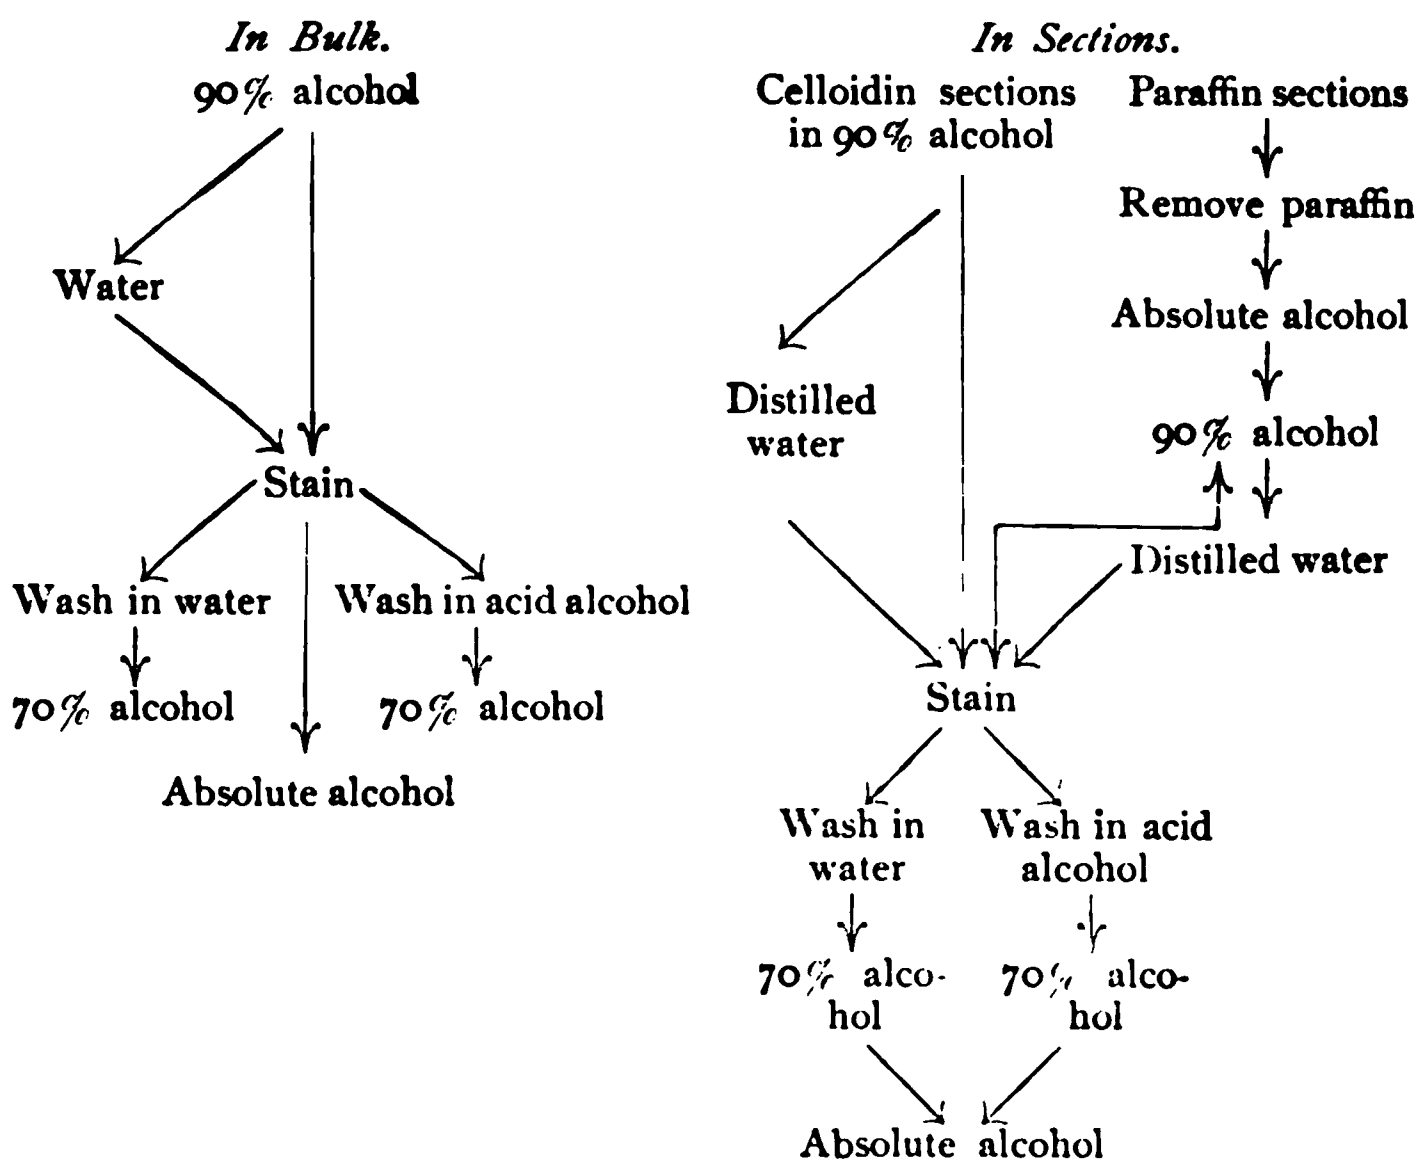 In Bulk.
90% alcohol
Water
Stain
Wash in water
Wash in acid alcohol
70% alcohol
70% alcohol
Absolute alcohol
In Sections.
Celloidin sections
in 90% alcohol
Paraffin sections
Remove paraffin
Absolute alcohol
90% alcohol
Distilled water
Distilled
water
Stain
Wash in
water
Wash in acid
alcohol
70% alco-
hol
70% alco-
hol
Absolute alcohol